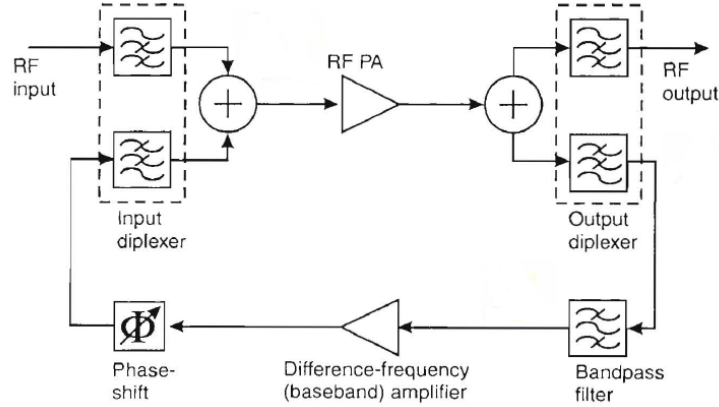 RF PA
RF
input
RF
output
+
+
Input
diplexer
Output
diplexer
Φ
Phase-
shift
Difference-frequency
(baseband) amplifier
Bandpass
filter